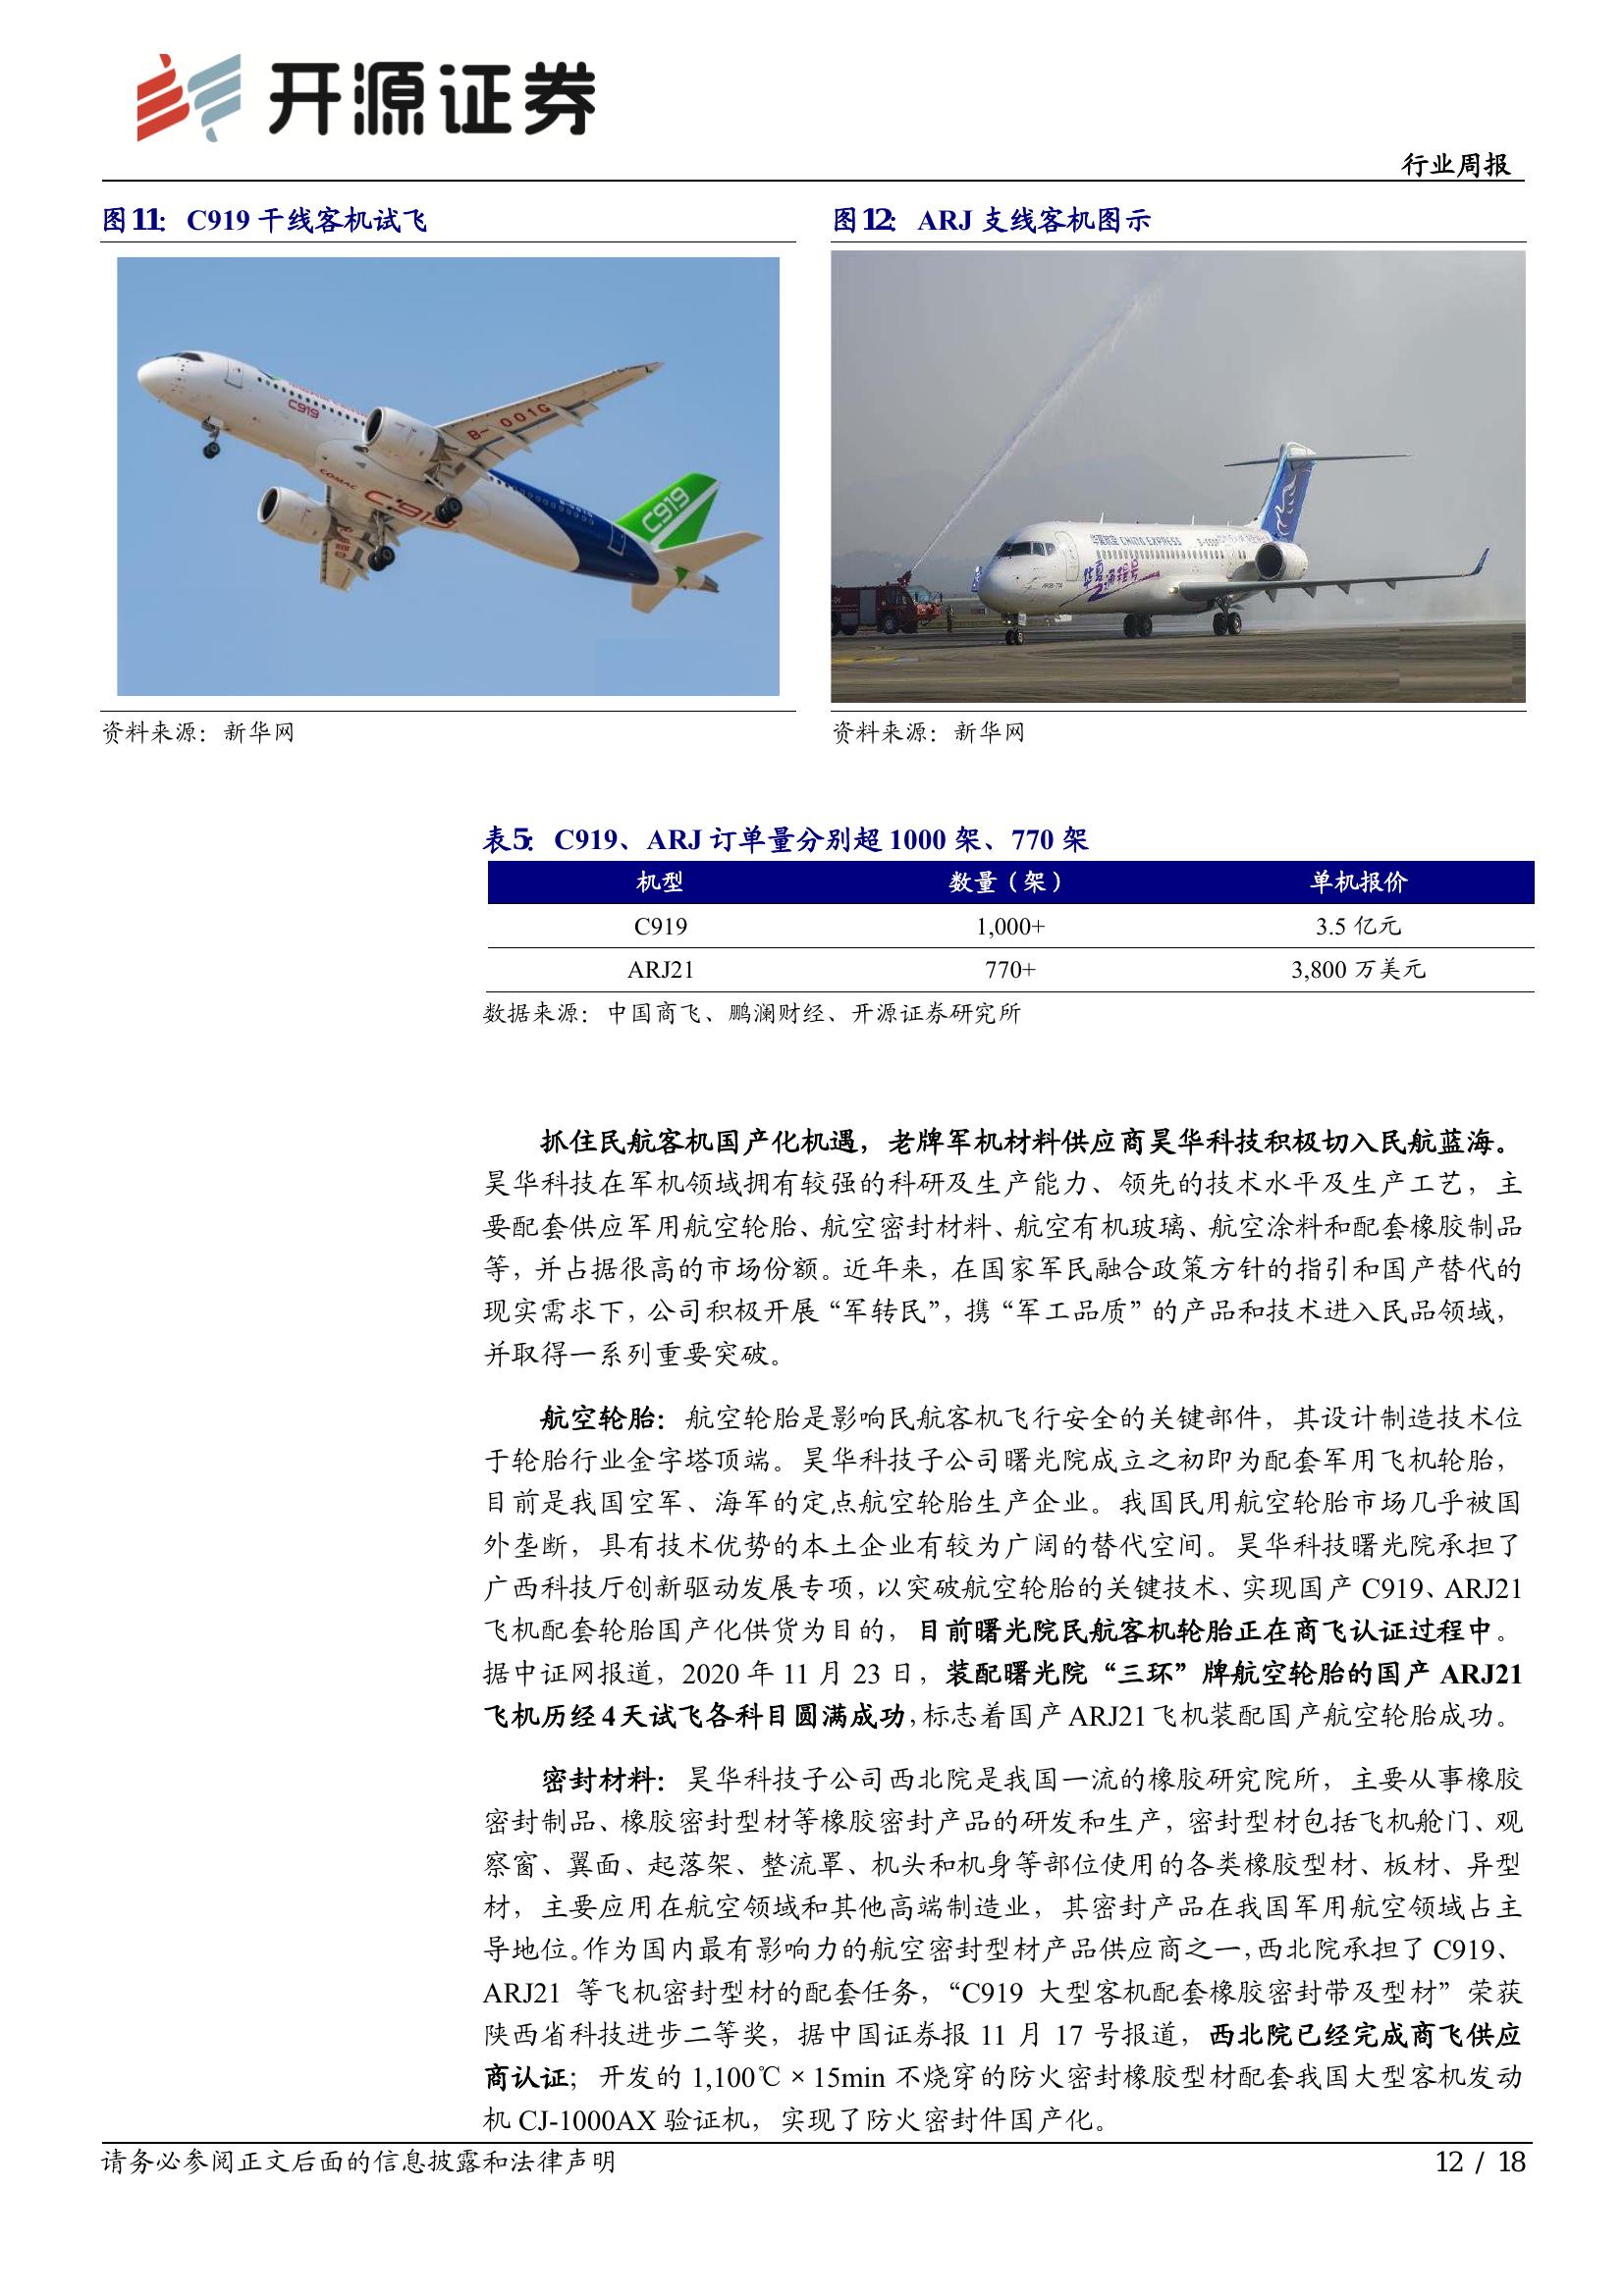 开源证券
行业周报
图11: C919 干线客机试飞
图12: ARJ 支线客机图示
C919
B-001G
COMAC
C919
C919
华夏航空 CHINA EXPRESS
资料来源：新华网
资料来源：新华网
表5: C919、ARJ 订单量分别超 1000 架、770 架
机型 数量（架） 单机报价
C919 1,000+ 3.5 亿元
ARJ21 770+ 3,800 万美元
数据来源：中国商飞、鹏澜财经、开源证券研究所
抓住民航客机国产化机遇，老牌军机材料供应商昊华科技积极切入民航蓝海。
昊华科技在军机领域拥有较强的科研及生产能力、领先的技术水平及生产工艺，主
要配套供应军用航空轮胎、航空密封材料、航空有机玻璃、航空涂料和配套橡胶制品
等，并占据很高的市场份额。近年来，在国家军民融合政策方针的指引和国产替代的
现实需求下，公司积极开展“军转民”，携“军工品质”的产品和技术进入民品领域，
并取得一系列重要突破。
航空轮胎：航空轮胎是影响民航客机飞行安全的关键部件，其设计制造技术位
于轮胎行业金字塔顶端。昊华科技子公司曙光院成立之初即为配套军用飞机轮胎，
目前是我国空军、海军的定点航空轮胎生产企业。我国民用航空轮胎市场几乎被国
外垄断，具有技术优势的本土企业有较为广阔的替代空间。昊华科技曙光院承担了
广西科技厅创新驱动发展专项，以突破航空轮胎的关键技术、实现国产 C919、ARJ21
飞机配套轮胎国产化供货为目的，目前曙光院民航客机轮胎正在商飞认证过程中。
据中证网报道，2020 年 11 月 23 日，装配曙光院“三环”牌航空轮胎的国产 ARJ21
飞机历经 4 天试飞各科目圆满成功，标志着国产 ARJ21 飞机装配国产航空轮胎成功。
密封材料：昊华科技子公司西北院是我国一流的橡胶研究院所，主要从事橡胶
密封制品、橡胶密封型材等橡胶密封产品的研发和生产，密封型材包括飞机舱门、观
察窗、翼面、起落架、整流罩、机头和机身等部位使用的各类橡胶型材、板材、异型
材，主要应用在航空领域和其他高端制造业，其密封产品在我国军用航空领域占主
导地位。作为国内最有影响力的航空密封型材产品供应商之一，西北院承担了 C919、
ARJ21 等飞机密封型材的配套任务，“C919 大型客机配套橡胶密封带及型材”荣获
陕西省科技进步二等奖，据中国证券报 11 月 17 号报道，西北院已经完成商飞供应
商认证；开发的 1,100℃ × 15min 不烧穿的防火密封橡胶型材配套我国大型客机发动
机 CJ-1000AX 验证机，实现了防火密封件国产化。
请务必参阅正文后面的信息披露和法律声明
12 / 18